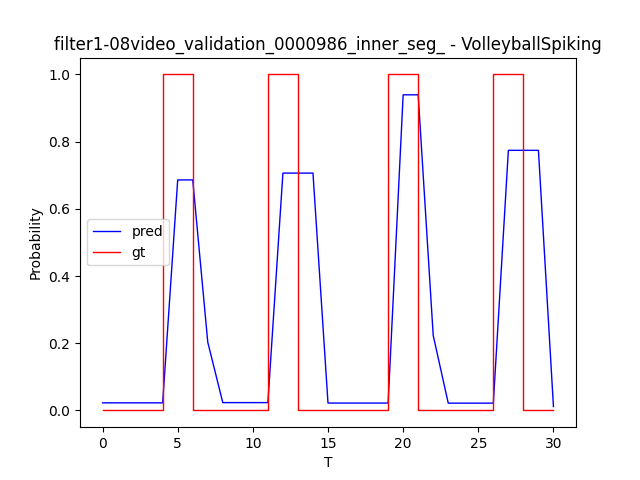 filter1-08video_validation_0000986_inner_seg_ - VolleyballSpiking
1.0
0.8
0.6
0.4
0.2
0.0
Probability
pred
gt
0 5 10 15 20 25 30
T